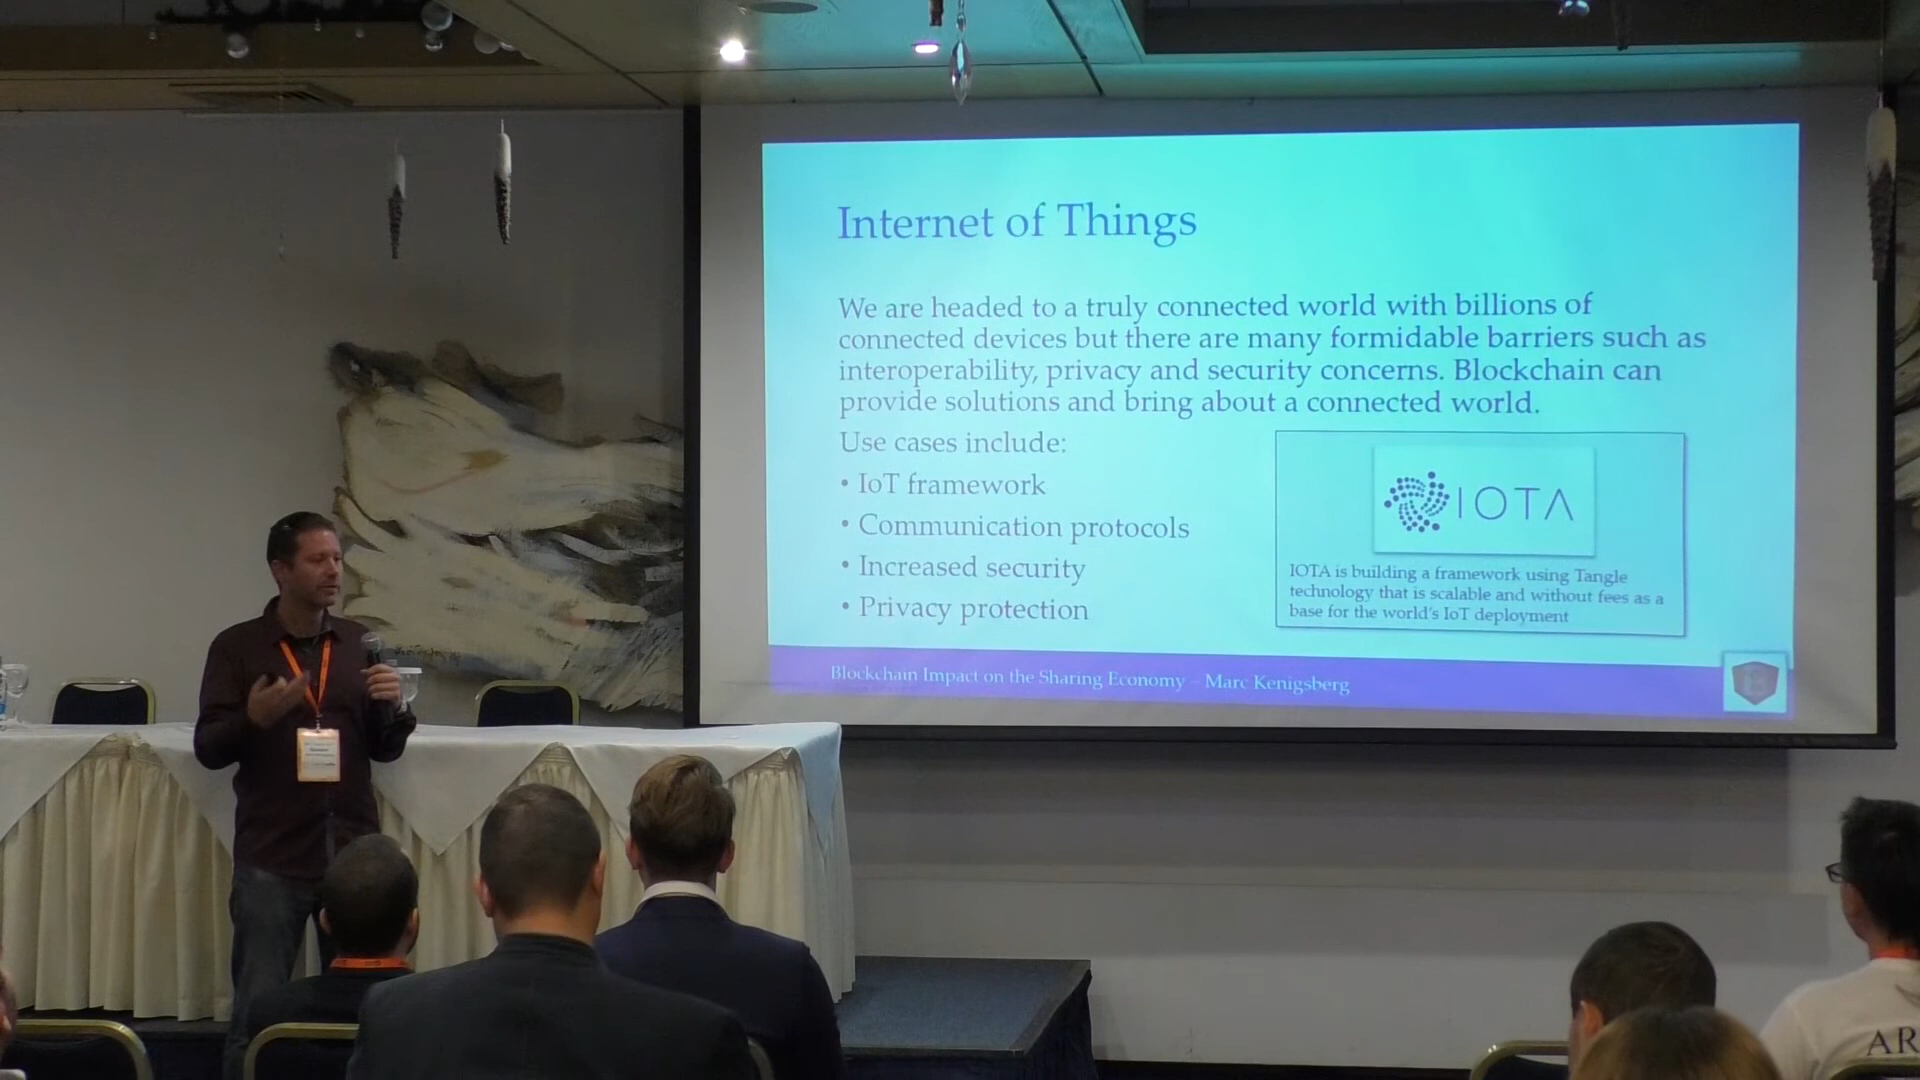 Internet of Things
We are headed to a truly connected world with billions of
connected devices but there are many formidable barriers such as
interoperability, privacy and security concerns. Blockchain can
provide solutions and bring about a connected world.
Use cases include:
• IoT framework
• Communication protocols
• Increased security
• Privacy protection
IOTA
IOTA is building a framework using Tangle
technology that is scalable and without fees as a
base for the world's IoT deployment
Blockchain Impact on the Sharing Economy – Marc Kenigsberg
AR